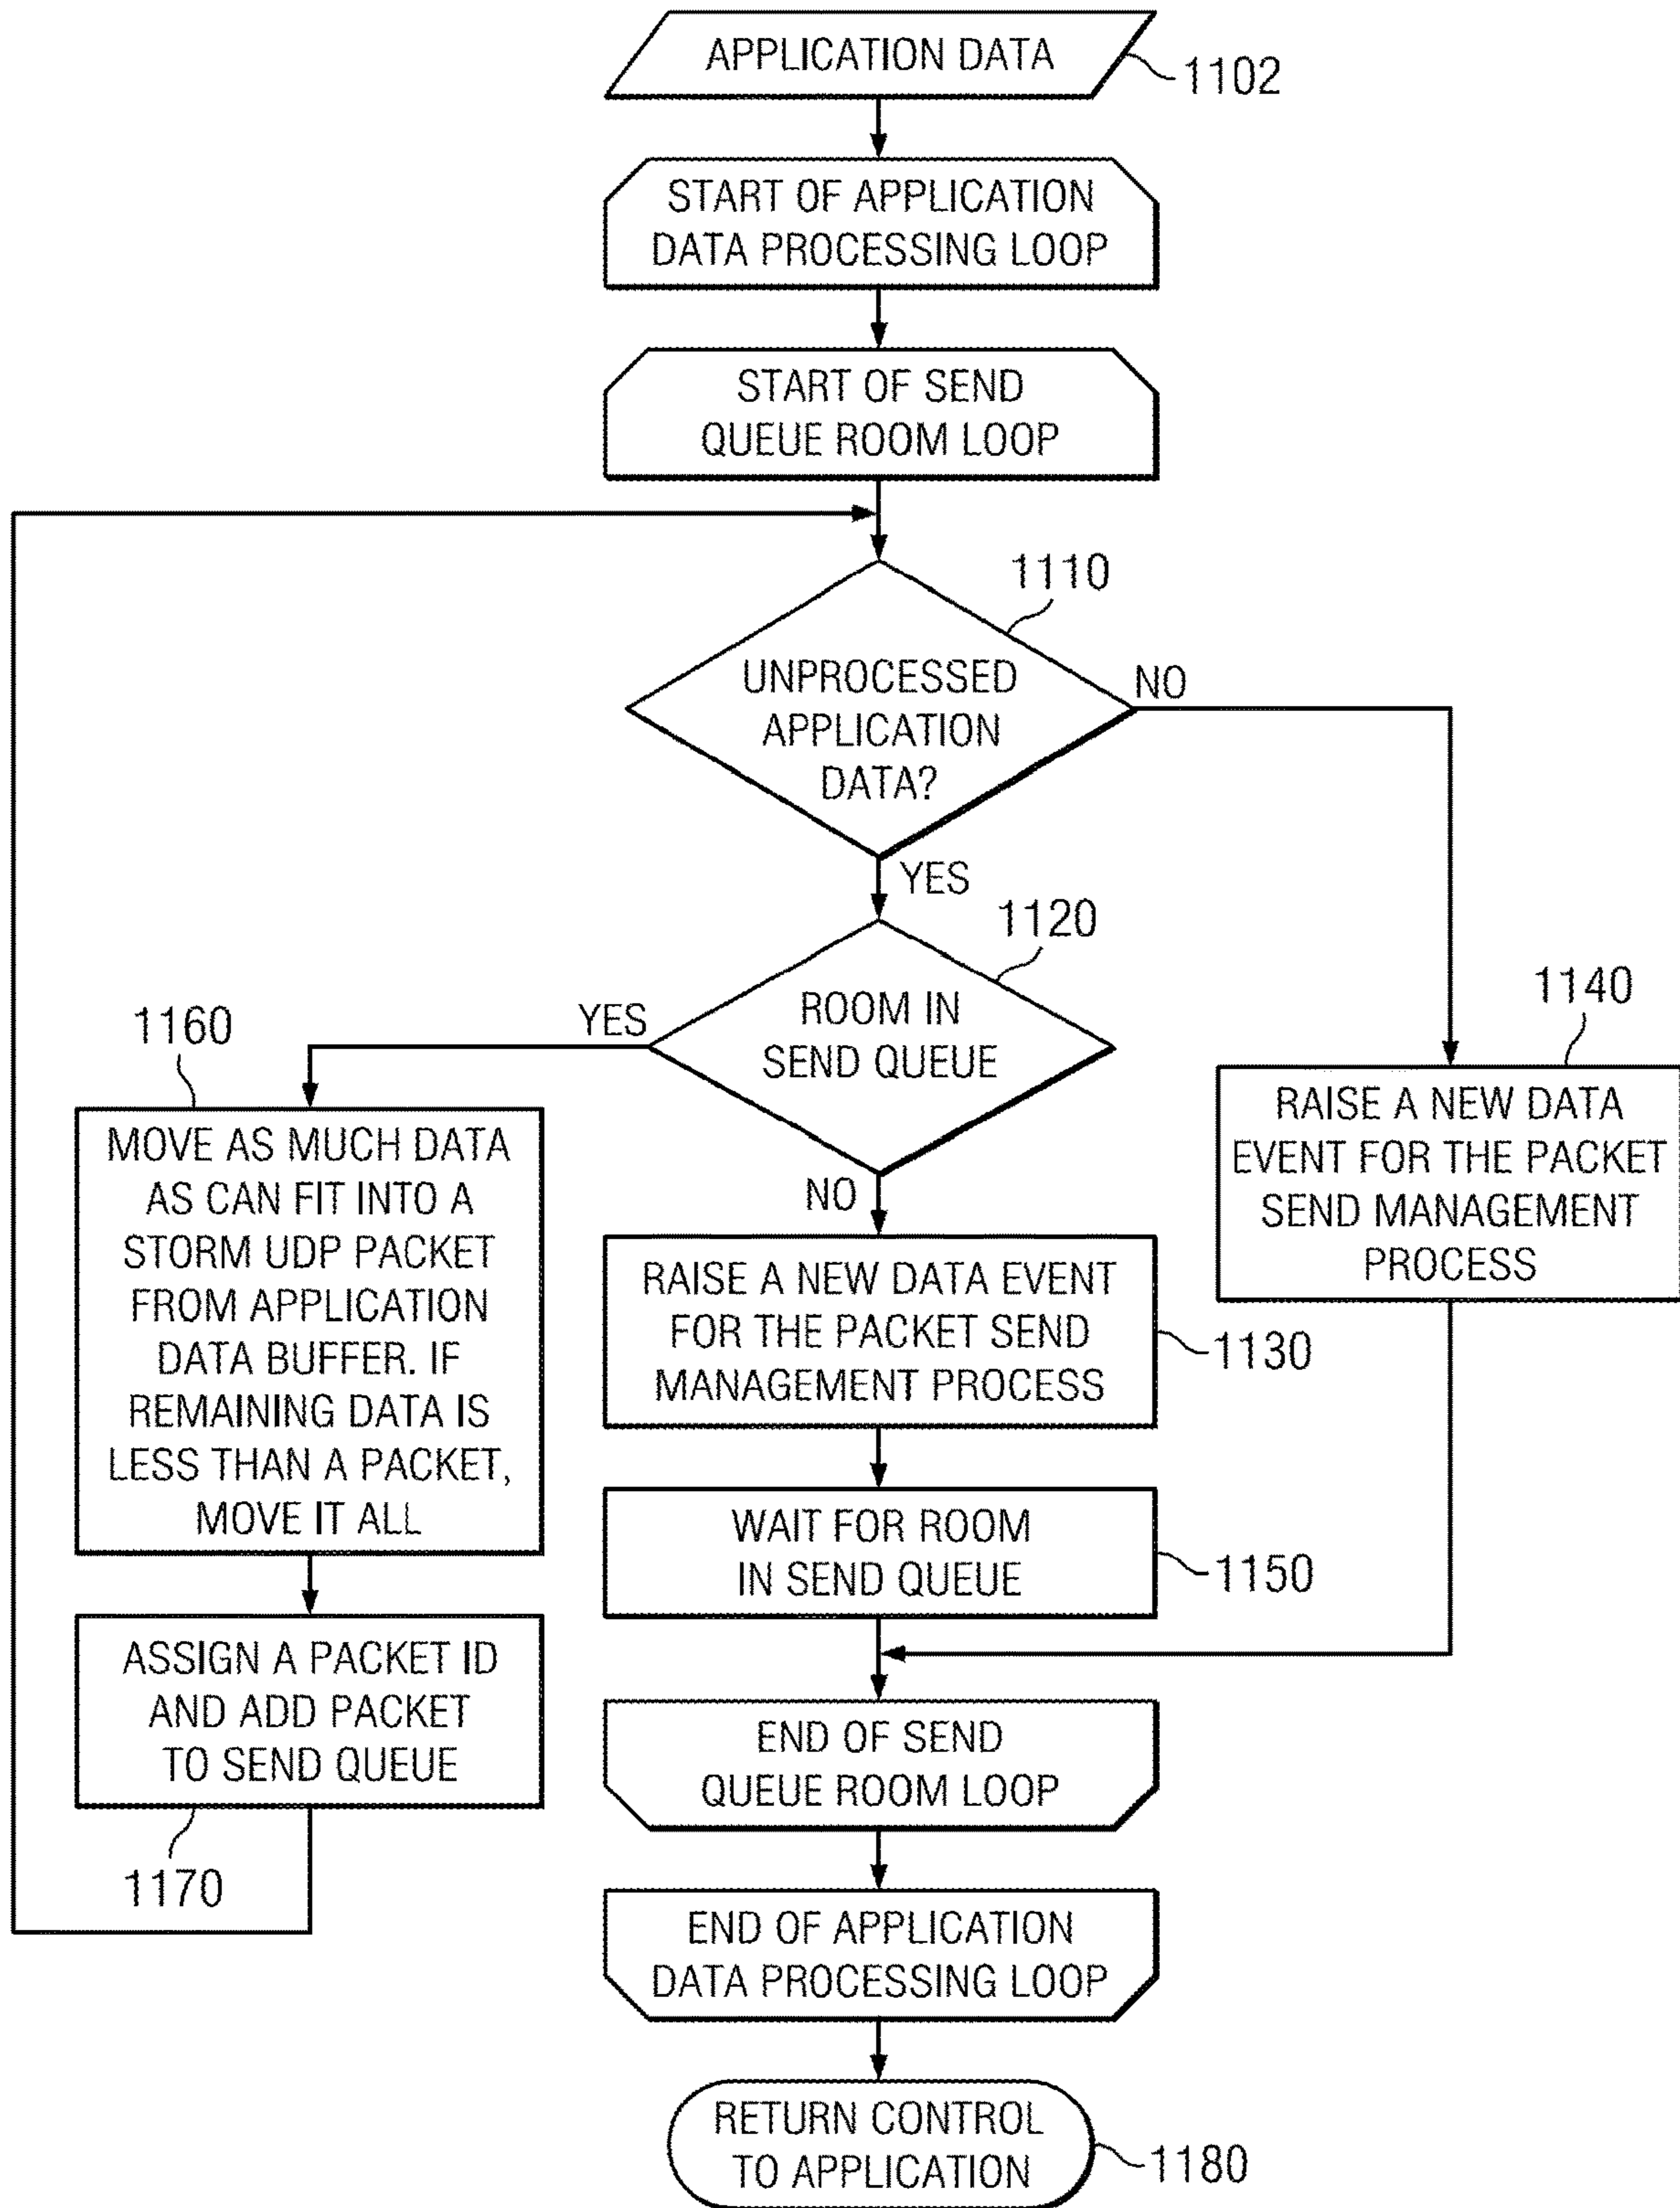 APPLICATION DATA
1102
START OF APPLICATION
DATA PROCESSING LOOP
START OF SEND
QUEUE ROOM LOOP
1110
UNPROCESSED
APPLICATION
DATA?
NO
YES
1120
ROOM IN
SEND QUEUE
YES
NO
1160
MOVE AS MUCH DATA
AS CAN FIT INTO A
STORM UDP PACKET
FROM APPLICATION
DATA BUFFER. IF
REMAINING DATA IS
LESS THAN A PACKET,
MOVE IT ALL
1140
RAISE A NEW DATA
EVENT FOR THE PACKET
SEND MANAGEMENT
PROCESS
RAISE A NEW DATA EVENT
FOR THE PACKET SEND
MANAGEMENT PROCESS
1130
WAIT FOR ROOM
IN SEND QUEUE
1150
ASSIGN A PACKET ID
AND ADD PACKET
TO SEND QUEUE
1170
END OF SEND
QUEUE ROOM LOOP
END OF APPLICATION
DATA PROCESSING LOOP
RETURN CONTROL
TO APPLICATION
1180